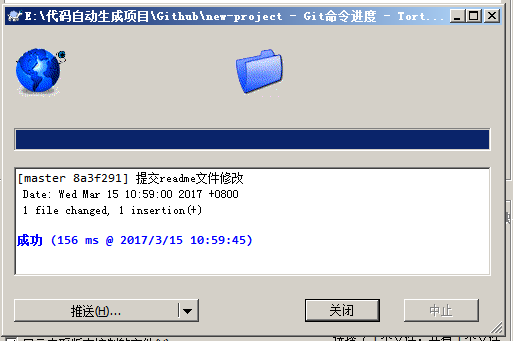 E:\代码自动生成项目\Github\new-project - Git命令进度 - Tort...
[master 8a3f291] 提交readme文件修改
Date: Wed Mar 15 10:59:00 2017 +0800
1 file changed, 1 insertion(+)
成功 (156 ms @ 2017/3/15 10:59:45)
推送(H)...
关闭
中止